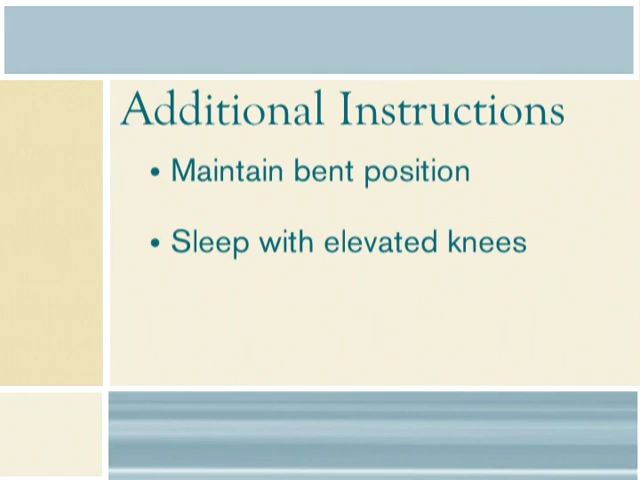 Additional Instructions
• Maintain bent position
• Sleep with elevated knees